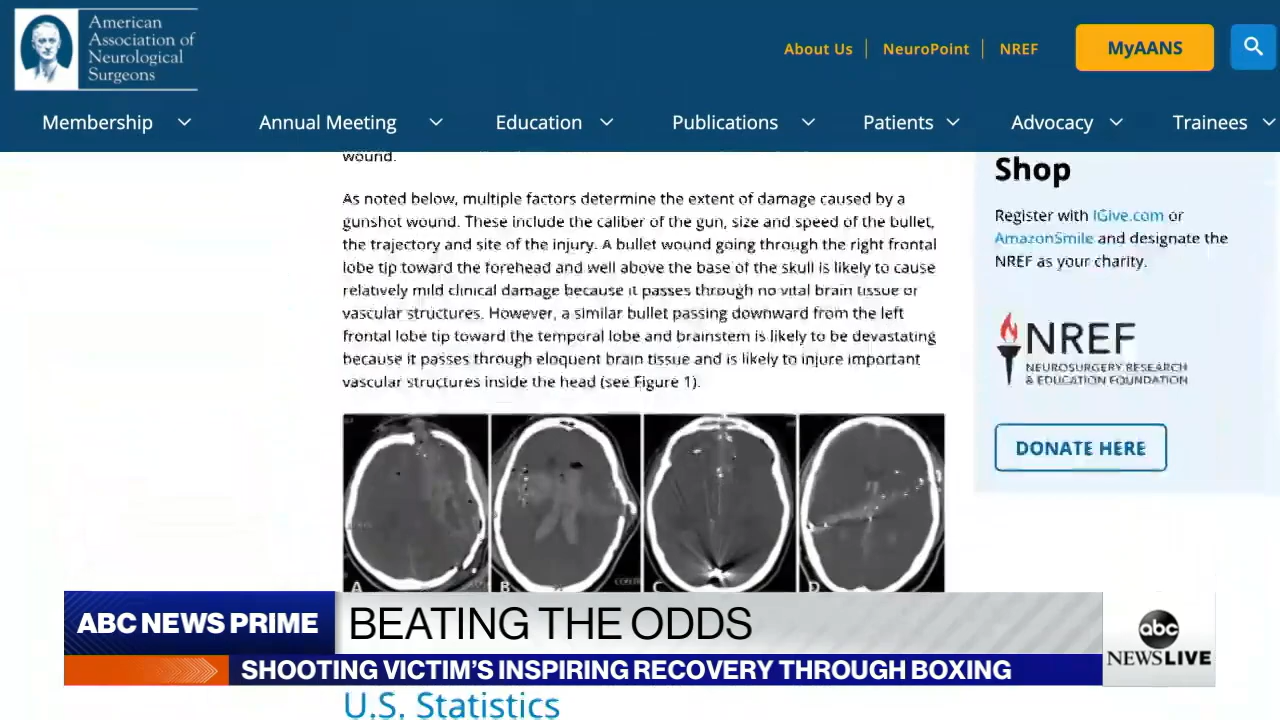 American
Association of
Neurological
Surgeons
About Us
NeuroPoint
NREF
MyAANS
Membership
Annual Meeting
Education
Publications
Patients
Advocacy
Trainees
wound.
As noted below, multiple factors determine the extent of damage caused by a
gunshot wound. These include the caliber of the gun, size and speed of the bullet,
the trajectory and site of the injury. A bullet wound going through the right frontal
lobe tip toward the forehead and well above the base of the skull is likely to cause
relatively mild clinical damage because it passes through no vital brain tissue or
vascular structures. However, a similar bullet passing downward from the left
frontal lobe tip toward the temporal lobe and brainstem is likely to be devastating
because it passes through eloquent brain tissue and is likely to injure important
vascular structures inside the head (see Figure 1).
A
B
C
D
Shop
Register with IGive.com or
AmazonSmile and designate the
NREF as your charity.
NREF
NEUROSURGERY RESEARCH
& EDUCATION FOUNDATION
DONATE HERE
ABC NEWS PRIME
BEATING THE ODDS
SHOOTING VICTIM'S INSPIRING RECOVERY THROUGH BOXING
abc
NEWSLIVE
U.S. Statistics